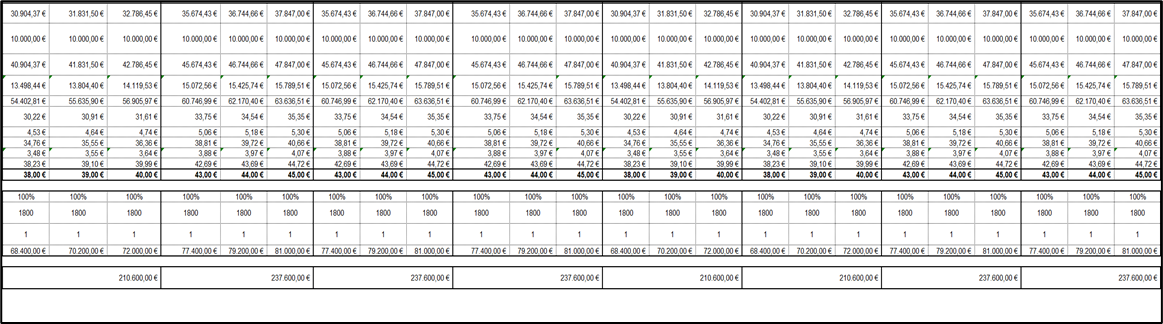 30.904,37 € 31.831,50 € 32.786,45 € 35.674,43 € 36.744,66 € 37.847,00 € 35.674,43 € 36.744,66 € 37.847,00 € 35.674,43 € 36.744,66 € 37.847,00 € 30.904,37 € 31.831,50 € 32.786,45 € 30.904,37 € 31.831,50 € 32.786,45 € 35.674,43 € 36.744,66 € 37.847,00 € 35.674,43 € 36.744,66 € 37.847,00 €
10.000,00 € 10.000,00 € 10.000,00 € 10.000,00 € 10.000,00 € 10.000,00 € 10.000,00 € 10.000,00 € 10.000,00 € 10.000,00 € 10.000,00 € 10.000,00 € 10.000,00 € 10.000,00 € 10.000,00 € 10.000,00 € 10.000,00 € 10.000,00 € 10.000,00 € 10.000,00 € 10.000,00 € 10.000,00 € 10.000,00 € 10.000,00 €
40.904,37 € 41.831,50 € 42.786,45 € 45.674,43 € 46.744,66 € 47.847,00 € 45.674,43 € 46.744,66 € 47.847,00 € 45.674,43 € 46.744,66 € 47.847,00 € 40.904,37 € 41.831,50 € 42.786,45 € 40.904,37 € 41.831,50 € 42.786,45 € 45.674,43 € 46.744,66 € 47.847,00 € 45.674,43 € 46.744,66 € 47.847,00 €
13.498,44 € 13.804,40 € 14.119,53 € 15.072,56 € 15.425,74 € 15.789,51 € 15.072,56 € 15.425,74 € 15.789,51 € 15.072,56 € 15.425,74 € 15.789,51 € 13.498,44 € 13.804,40 € 14.119,53 € 13.498,44 € 13.804,40 € 14.119,53 € 15.072,56 € 15.425,74 € 15.789,51 € 15.072,56 € 15.425,74 € 15.789,51 €
54.402,81 € 55.635,90 € 56.905,97 € 60.746,99 € 62.170,40 € 63.636,51 € 60.746,99 € 62.170,40 € 63.636,51 € 60.746,99 € 62.170,40 € 63.636,51 € 54.402,81 € 55.635,90 € 56.905,97 € 54.402,81 € 55.635,90 € 56.905,97 € 60.746,99 € 62.170,40 € 63.636,51 € 60.746,99 € 62.170,40 € 63.636,51 €
30,22 € 30,91 € 31,61 € 33,75 € 34,54 € 35,35 € 33,75 € 34,54 € 35,35 € 33,75 € 34,54 € 35,35 € 30,22 € 30,91 € 31,61 € 30,22 € 30,91 € 31,61 € 33,75 € 34,54 € 35,35 € 33,75 € 34,54 € 35,35 €
4,53 € 4,64 € 4,74 € 5,06 € 5,18 € 5,30 € 5,06 € 5,18 € 5,30 € 5,06 € 5,18 € 5,30 € 4,53 € 4,64 € 4,74 € 4,53 € 4,64 € 4,74 € 5,06 € 5,18 € 5,30 € 5,06 € 5,18 € 5,30 €
34,76 € 35,55 € 36,36 € 38,81 € 39,72 € 40,66 € 38,81 € 39,72 € 40,66 € 38,81 € 39,72 € 40,66 € 34,76 € 35,55 € 36,36 € 34,76 € 35,55 € 36,36 € 38,81 € 39,72 € 40,66 € 38,81 € 39,72 € 40,66 €
3,48 € 3,55 € 3,64 € 3,88 € 3,97 € 4,07 € 3,88 € 3,97 € 4,07 € 3,88 € 3,97 € 4,07 € 3,48 € 3,55 € 3,64 € 3,48 € 3,55 € 3,64 € 3,88 € 3,97 € 4,07 € 3,88 € 3,97 € 4,07 €
38,23 € 39,10 € 39,99 € 42,69 € 43,69 € 44,72 € 42,69 € 43,69 € 44,72 € 42,69 € 43,69 € 44,72 € 38,23 € 39,10 € 39,99 € 38,23 € 39,10 € 39,99 € 42,69 € 43,69 € 44,72 € 42,69 € 43,69 € 44,72 €
38,00 € 39,00 € 40,00 € 43,00 € 44,00 € 45,00 € 43,00 € 44,00 € 45,00 € 43,00 € 44,00 € 45,00 € 38,00 € 39,00 € 40,00 € 38,00 € 39,00 € 40,00 € 43,00 € 44,00 € 45,00 € 43,00 € 44,00 € 45,00 €
100% 100% 100% 100% 100% 100% 100% 100% 100% 100% 100% 100% 100% 100% 100% 100% 100% 100% 100% 100% 100% 100% 100% 100%
1800 1800 1800 1800 1800 1800 1800 1800 1800 1800 1800 1800 1800 1800 1800 1800 1800 1800 1800 1800 1800 1800 1800 1800
1 1 1 1 1 1 1 1 1 1 1 1 1 1 1 1 1 1 1 1 1 1 1 1
68.400,00 € 70.200,00 € 72.000,00 € 77.400,00 € 79.200,00 € 81.000,00 € 77.400,00 € 79.200,00 € 81.000,00 € 77.400,00 € 79.200,00 € 81.000,00 € 68.400,00 € 70.200,00 € 72.000,00 € 68.400,00 € 70.200,00 € 72.000,00 € 77.400,00 € 79.200,00 € 81.000,00 € 77.400,00 € 79.200,00 € 81.000,00 €
210.600,00 € 237.600,00 € 237.600,00 € 237.600,00 € 210.600,00 € 210.600,00 € 237.600,00 € 237.600,00 €